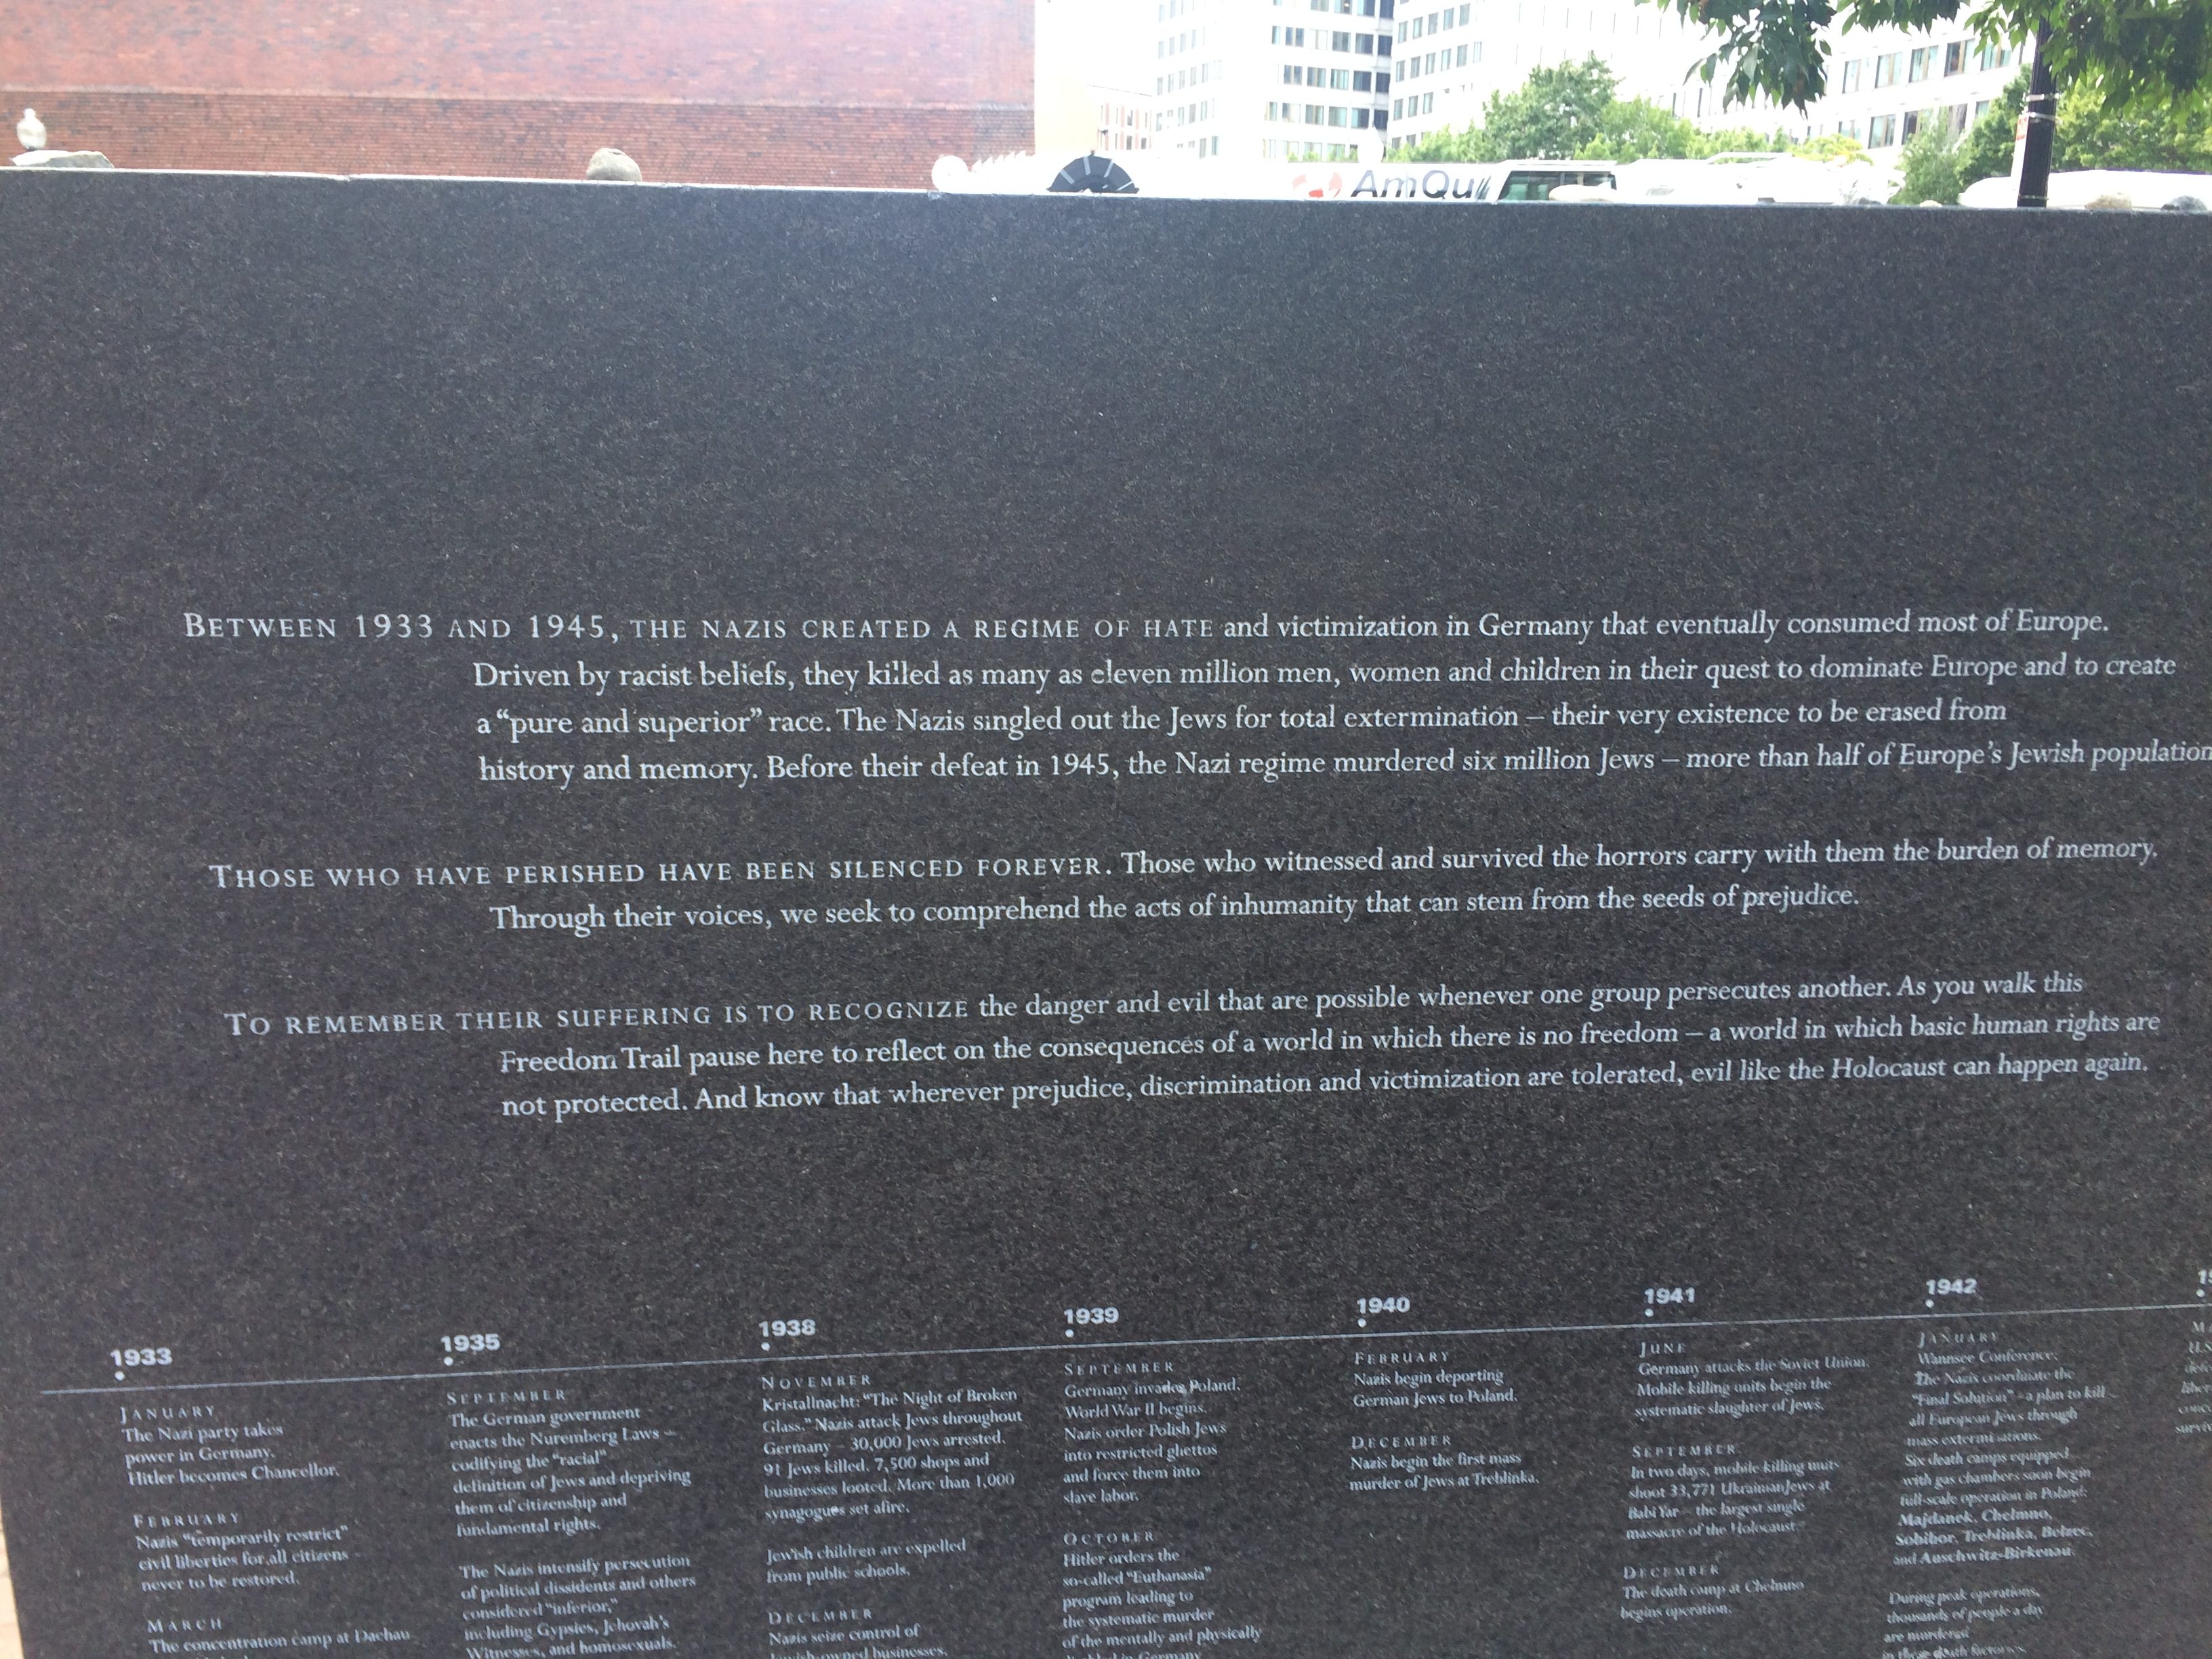 AmQu
BETWEEN 1933 AND 1945, THE NAZIS CREATED A REGIME OF HATE and victimization in Germany that eventually consumed most of Europe.
Driven by racist beliefs, they killed as many as eleven million men, women and children in their quest to dominate Europe and to create
a “pure and superior” race. The Nazis singled out the Jews for total extermination – their very existence to be erased from
history and memory. Before their defeat in 1945, the Nazi regime murdered six million Jews – more than half of Europe’s Jewish population
THOSE WHO HAVE PERISHED HAVE BEEN SILENCED FOREVER. Those who witnessed and survived the horrors carry with them the burden of memory.
Through their voices, we seek to comprehend the acts of inhumanity that can stem from the seeds of prejudice.
TO REMEMBER THEIR SUFFERING IS TO RECOGNIZE the danger and evil that are possible whenever one group persecutes another. As you walk this
Freedom Trail pause here to reflect on the consequences of a world in which there is no freedom – a world in which basic human rights are
not protected. And know that wherever prejudice, discrimination and victimization are tolerated, evil like the Holocaust can happen again.
1933
JANUARY
The Nazi party takes
power in Germany.
Hitler becomes Chancellor.
FEBRUARY
Nazis “temporarily restrict”
civil liberties for all citizens –
never to be restored.
MARCH
The concentration camp at Dachau
1935
SEPTEMBER
The German government
enacts the Nuremberg Laws –
codifying the “racial”
definition of Jews and depriving
them of citizenship and
fundamental rights.
The Nazis intensify persecution
of political dissidents and others
considered “inferior,”
including Gypsies, Jehovah’s
Witnesses, and homosexuals.
1938
NOVEMBER
Kristallnacht: “The Night of Broken
Glass.” Nazis attack Jews throughout
Germany – 30,000 Jews arrested.
91 Jews killed. 7,500 shops and
businesses looted. More than 1,000
synagogues set afire.
Jewish children are expelled
from public schools.
DECEMBER
Nazis seize control of
Jewish-owned businesses.
1939
SEPTEMBER
Germany invades Poland.
World War II begins.
Nazis order Polish Jews
into restricted ghettos
and force them into
slave labor.
OCTOBER
Hitler orders the
so-called “Euthanasia”
program leading to
the systematic murder
of the mentally and physically
in Germany
1940
FEBRUARY
Nazis begin deporting
German Jews to Poland.
DECEMBER
Nazis begin the first mass
murder of Jews at Treblinka.
1941
JUNE
Germany attacks the Soviet Union.
Mobile killing units begin the
systematic slaughter of Jews.
SEPTEMBER
In two days, mobile killing units
shoot 33,771 Ukrainian Jews at
Babi Yar – the largest single
massacre of the Holocaust.
DECEMBER
The death camp at Chelmno
begins operation.
1942
JANUARY
Wannsee Conference:
The Nazis coordinate the
“Final Solution” – a plan to kill
all European Jews through
mass exterminations.
Six death camps equipped
with gas chambers soon begin
full-scale operation in Poland:
Majdanek, Chelmno,
Sobibor, Treblinka, Belzec,
and Auschwitz-Birkenau.
During peak operations,
thousands of people a day
are murdered
in these death factories.